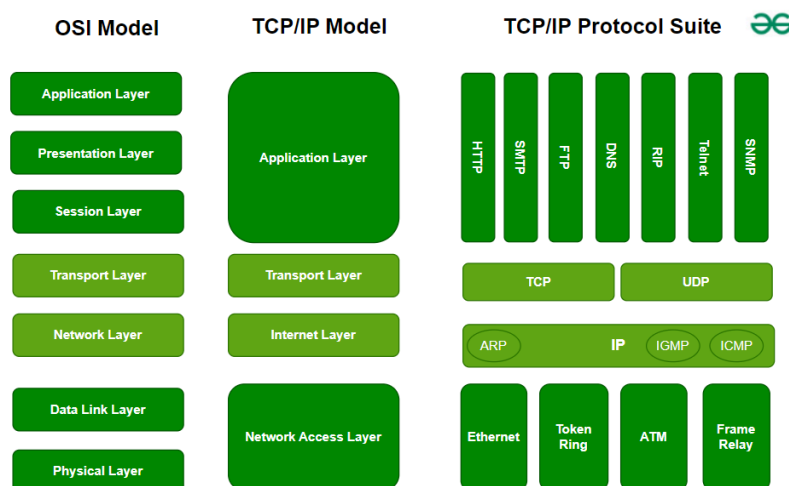 OSI Model
TCP/IP Model
TCP/IP Protocol Suite
Application Layer
Presentation Layer
Session Layer
Transport Layer
Network Layer
Data Link Layer
Physical Layer
Application Layer
Transport Layer
Internet Layer
Network Access Layer
HTTP
SMTP
FTP
DNS
RIP
Telnet
SNMP
TCP
UDP
ARP
IP
IGMP
ICMP
Ethernet
Token
Ring
ATM
Frame
Relay